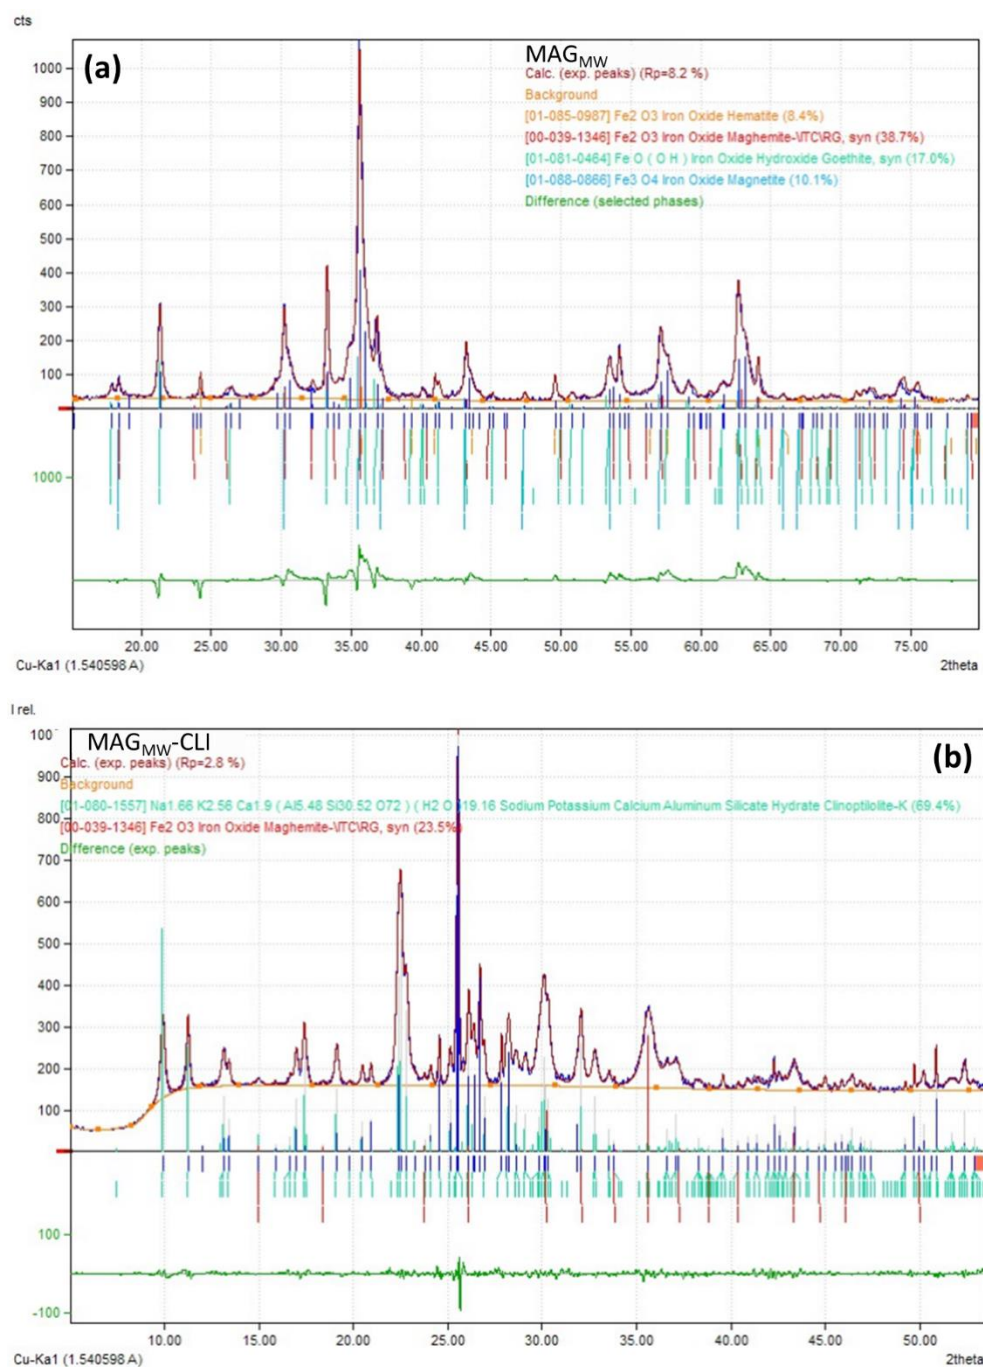 cts
(a)
MAG_MW
Calc. (exp. peaks) (Rp=8.2 %)
Background
[01-085-0987] Fe2 O3 Iron Oxide Hematite (8.4%)
[00-039-1346] Fe2 O3 Iron Oxide Maghemite-\ITC\RG, syn (38.7%)
[01-081-0464] Fe O ( O H ) Iron Oxide Hydroxide Goethite, syn (17.0%)
[01-088-0866] Fe3 O4 Iron Oxide Magnetite (10.1%)
Difference (selected phases)
1000
900
800
700
600
500
400
300
200
100
1000
20.00 25.00 30.00 35.00 40.00 45.00 50.00 55.00 60.00 65.00 70.00 75.00
Cu-Ka1 (1.540598 A) 2theta
I rel.
(b)
MAG_MW-CLI
Calc. (exp. peaks) (Rp=2.8 %)
Background
[01-080-1557] Na1.66 K2.56 Ca1.9 ( Al5.48 Si30.52 O72 ) ( H2 O )19.16 Sodium Potassium Calcium Aluminum Silicate Hydrate Clinoptilolite-K (69.4%)
[00-039-1346] Fe2 O3 Iron Oxide Maghemite-\ITC\RG, syn (23.5%)
Difference (exp. peaks)
100
900
800
700
600
500
400
300
200
100
100
-100
10.00 15.00 20.00 25.00 30.00 35.00 40.00 45.00 50.00
Cu-Ka1 (1.540598 A) 2theta